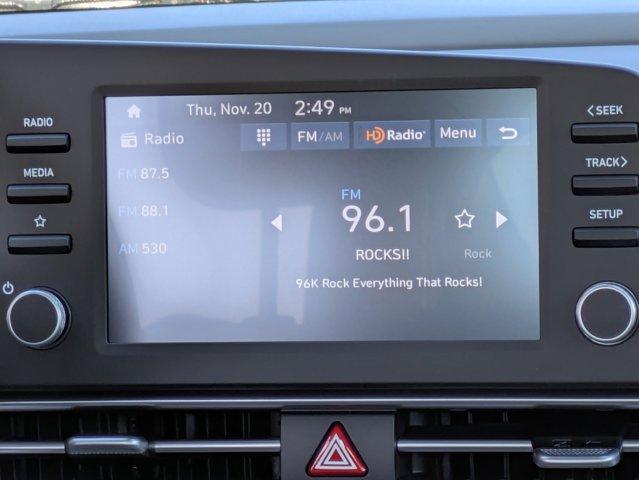 Thu, Nov. 20 2:49 PM
RADIO
Radio FM/AM HD Radio® Menu
<SEEK
FM 87.5
MEDIA
TRACK>
FM 88.1
FM
96.1
SETUP
AM 530
ROCKS!!
Rock
96K Rock Everything That Rocks!